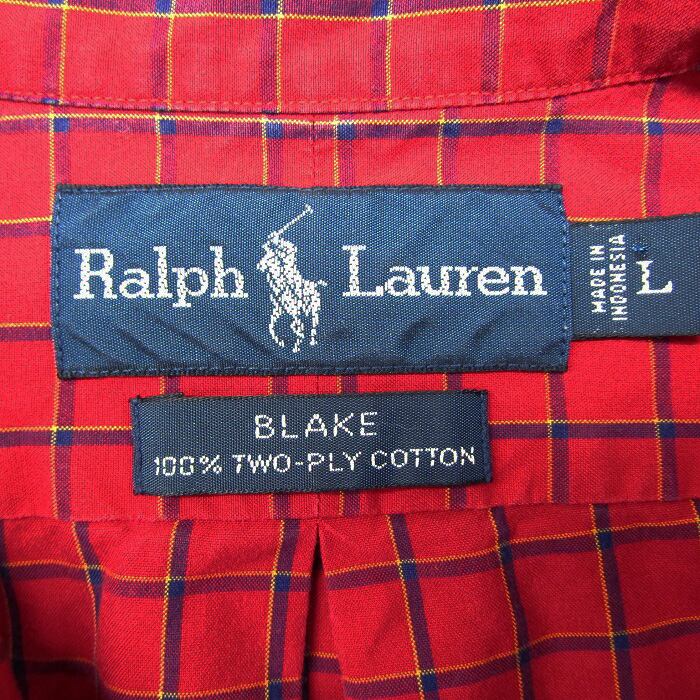 Ralph Lauren
MADE IN
INDONESIA
L
BLAKE
100% TWO-PLY COTTON